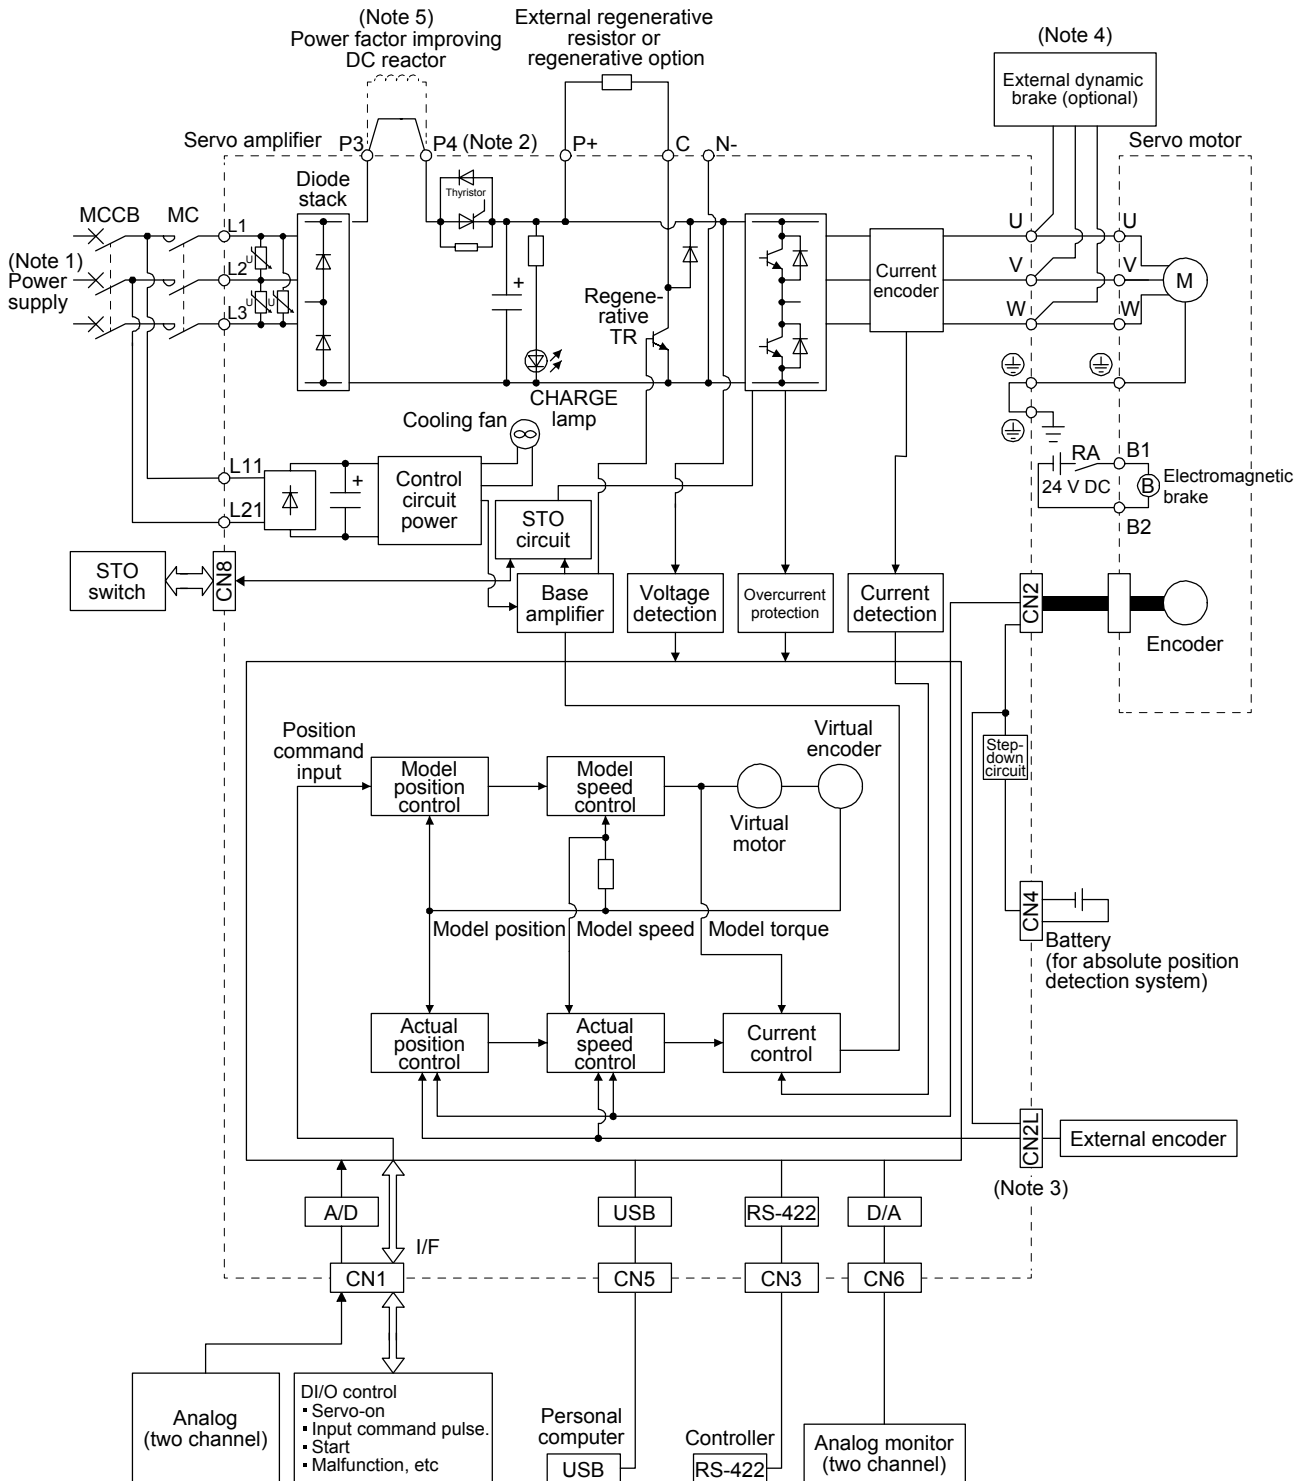 (Note 5)
Power factor improving
DC reactor
External regenerative
resistor or
regenerative option
(Note 4)
External dynamic
brake (optional)
Servo amplifier
P3
P4
(Note 2)
P+
C
N-
Servo motor
Diode
stack
Thyristor
MCCB
MC
L1
U
U
U
L2
(Note 1)
Power
supply
V
V
Current
encoder
M
+
U
U
Regene-
rative
TR
L3
W
W
CHARGE
lamp
Cooling fan
L11
+
Control
circuit
power
RA
B1
24 V DC
B
Electromagnetic
brake
L21
STO
circuit
B2
STO
switch
CN8
Base
amplifier
Voltage
detection
Overcurrent
protection
Current
detection
CN2
Encoder
Position
command
input
Virtual
encoder
Step-
down
circuit
Model
position
control
Model
speed
control
Virtual
motor
CN4
Model position
Model speed
Model torque
Battery
(for absolute position
detection system)
Actual
position
control
Actual
speed
control
Current
control
CN2L
External encoder
(Note 3)
A/D
USB
RS-422
D/A
I/F
CN1
CN5
CN3
CN6
Analog
(two channel)
DI/O control
▪ Servo-on
▪ Input command pulse.
▪ Start
▪ Malfunction, etc
Personal
computer
USB
Controller
RS-422
Analog monitor
(two channel)